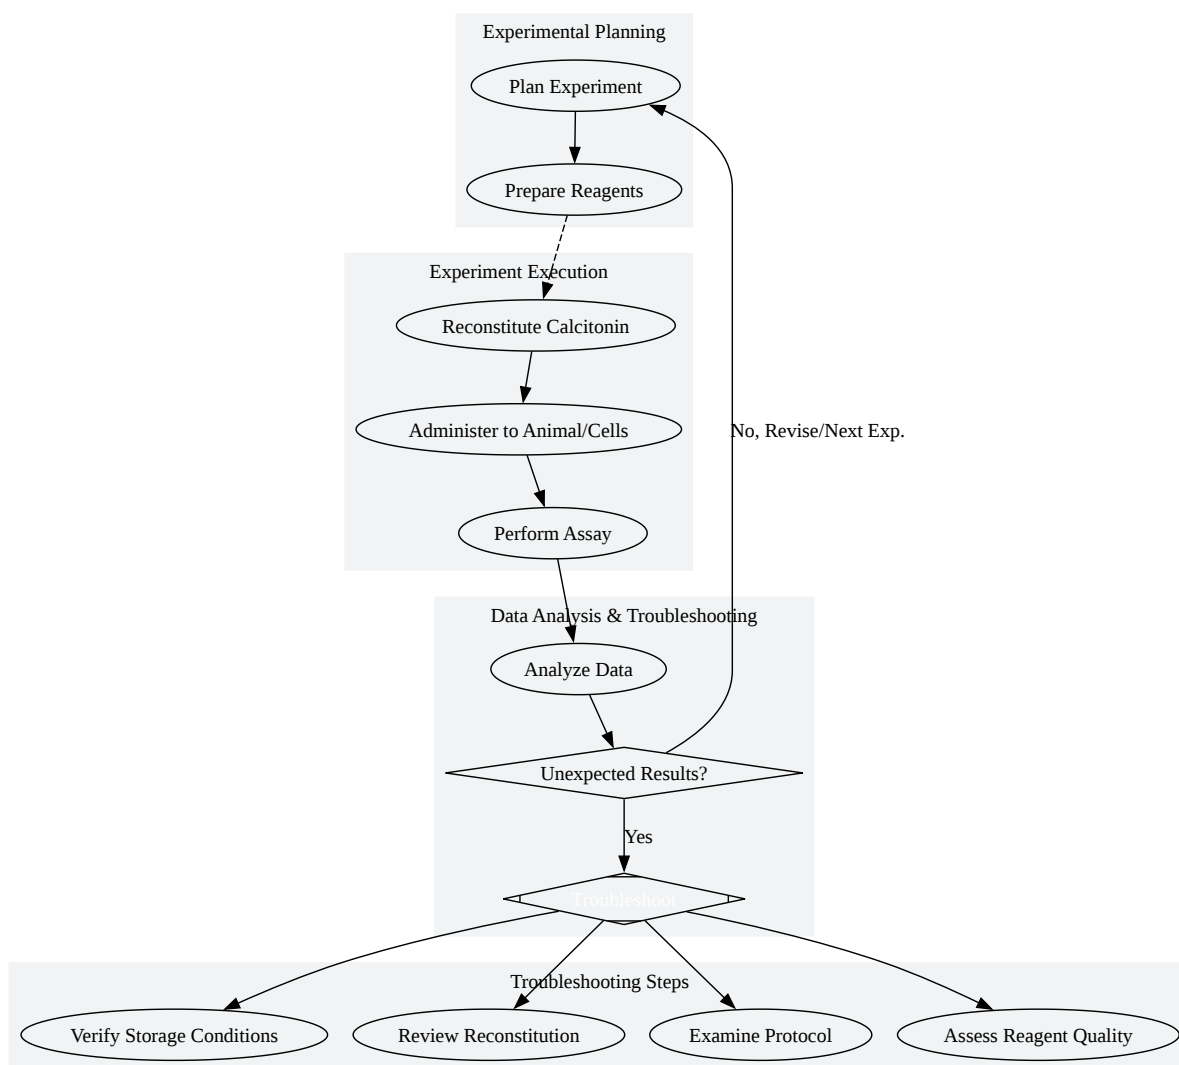 Experimental Planning
Plan Experiment
Prepare Reagents
Experiment Execution
Reconstitute Calcitonin
Administer to Animal/Cells
No, Revise/Next Exp.
Perform Assay
Data Analysis & Troubleshooting
Analyze Data
Unexpected Results?
Yes
Troubleshoot
Troubleshooting Steps
Verify Storage Conditions
Review Reconstitution
Examine Protocol
Assess Reagent Quality